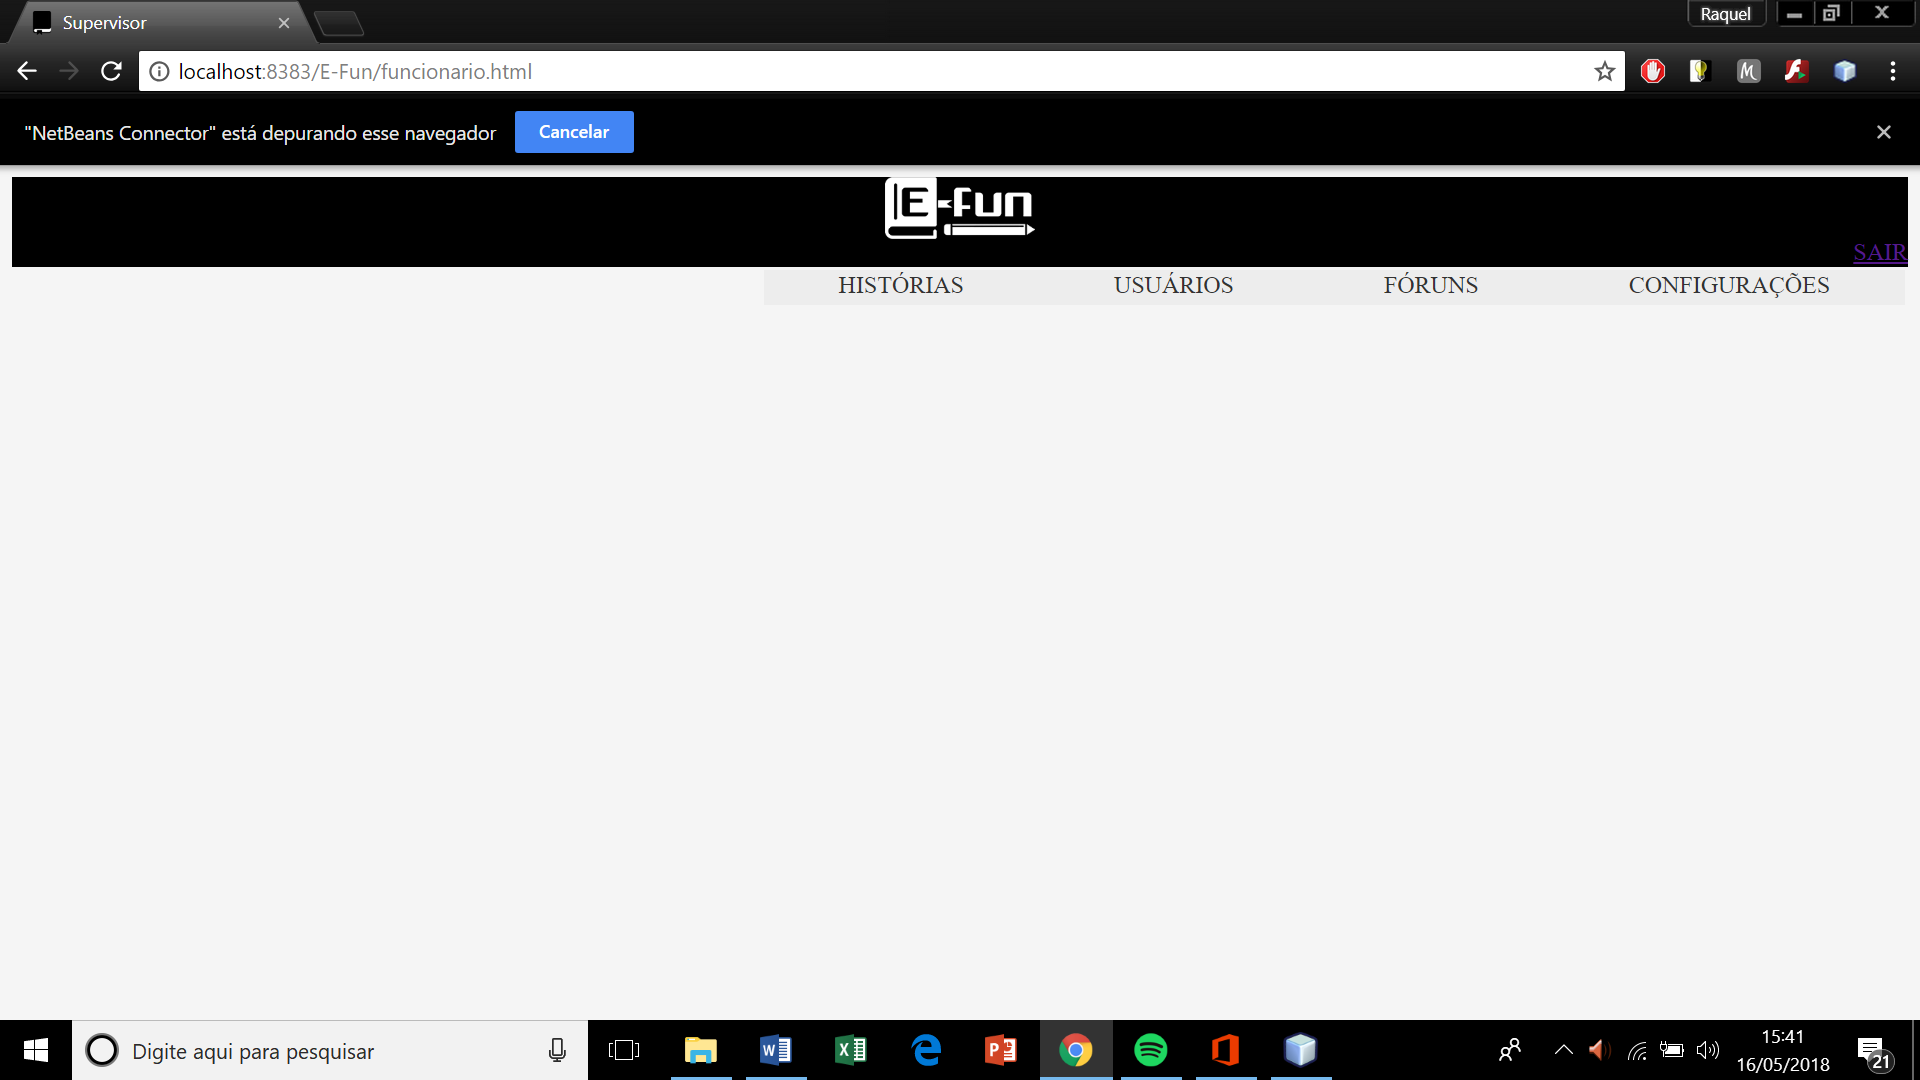 Supervisor
Raquel
localhost:8383/E-Fun/funcionario.html
"NetBeans Connector" está depurando esse navegador
Cancelar
E-Fun
SAIR
HISTÓRIAS USUÁRIOS FÓRUNS CONFIGURAÇÕES
Digite aqui para pesquisar
15:41
16/05/2018
21